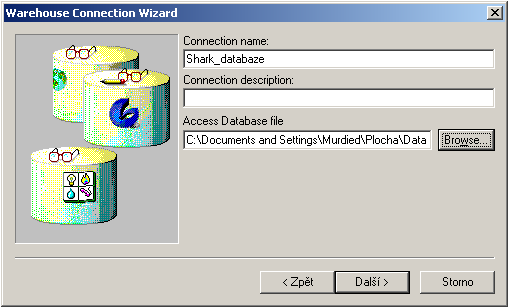 Warehouse Connection Wizard
Connection name:
Shark_databaze
Connection description:
Access Database file
C:\Documents and Settings\Murdied\Plocha\Data
Browse...
< Zpět
Další >
Storno